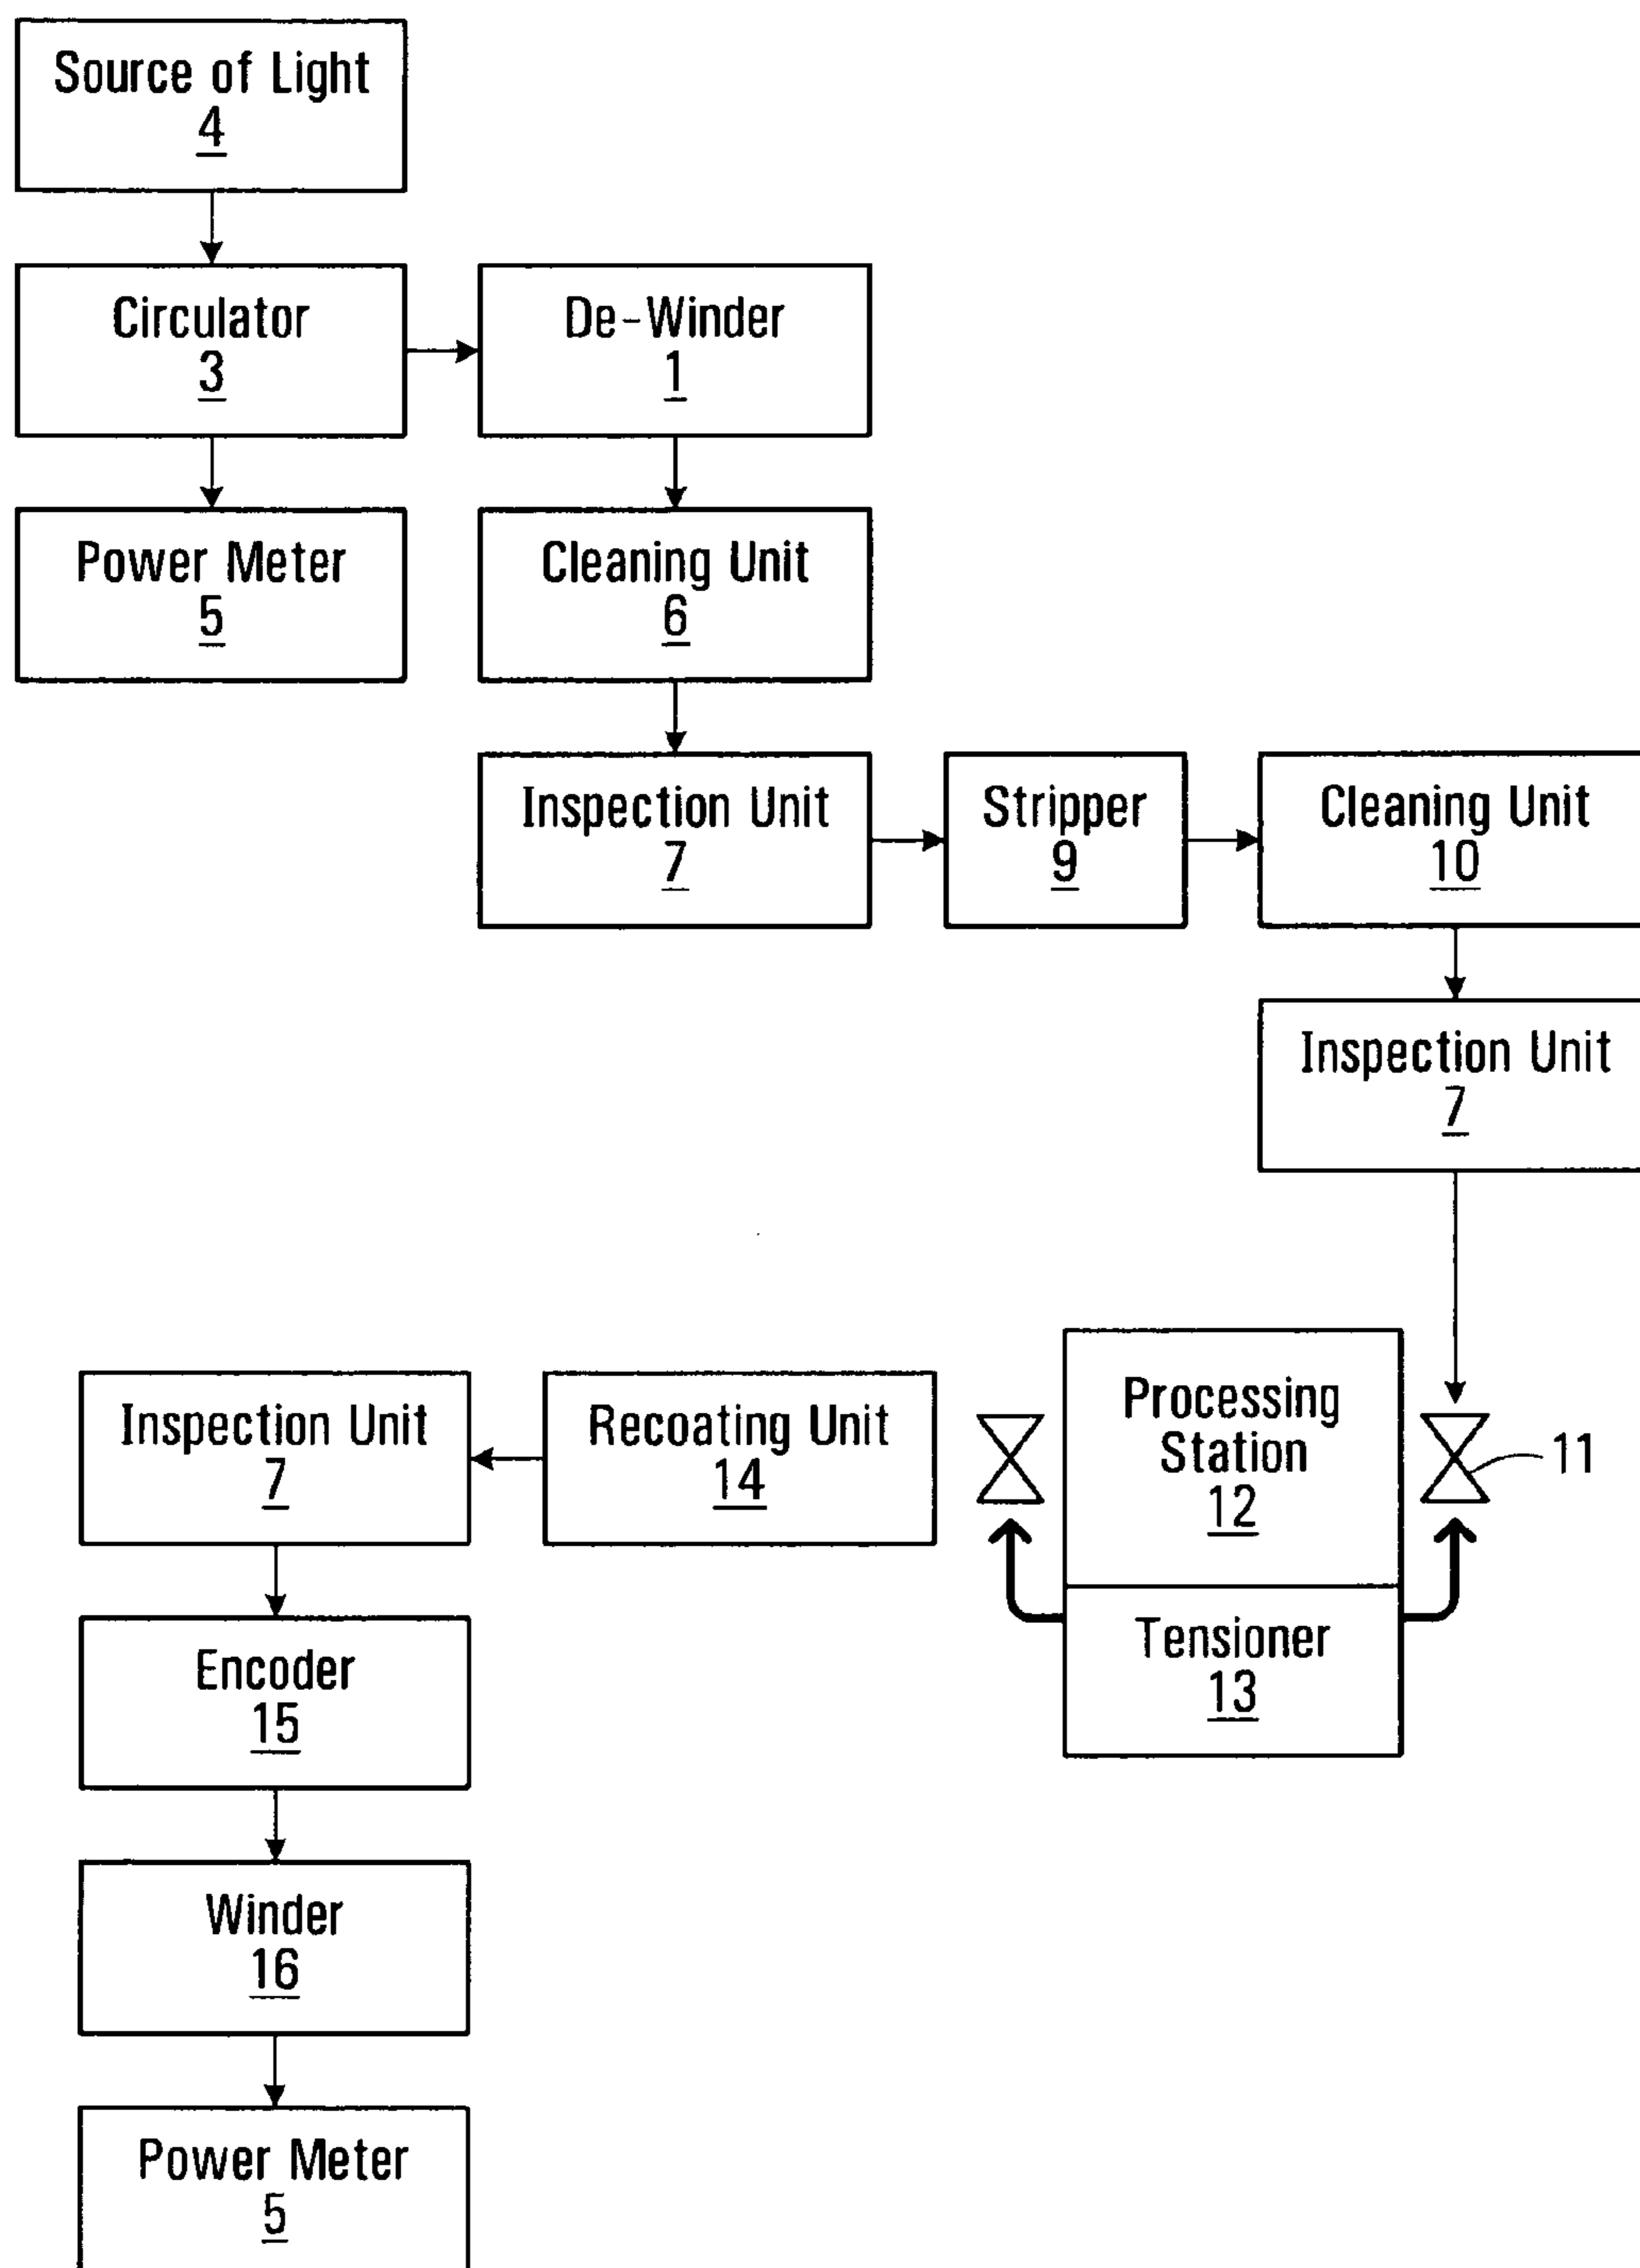 Source of Light
4
Circulator
3
De-Winder
1
Power Meter
5
Cleaning Unit
6
Inspection Unit
7
Stripper
9
Cleaning Unit
10
Inspection Unit
7
Inspection Unit
7
Recoating Unit
14
Processing
Station
12
11
Tensioner
13
Encoder
15
Winder
16
Power Meter
5